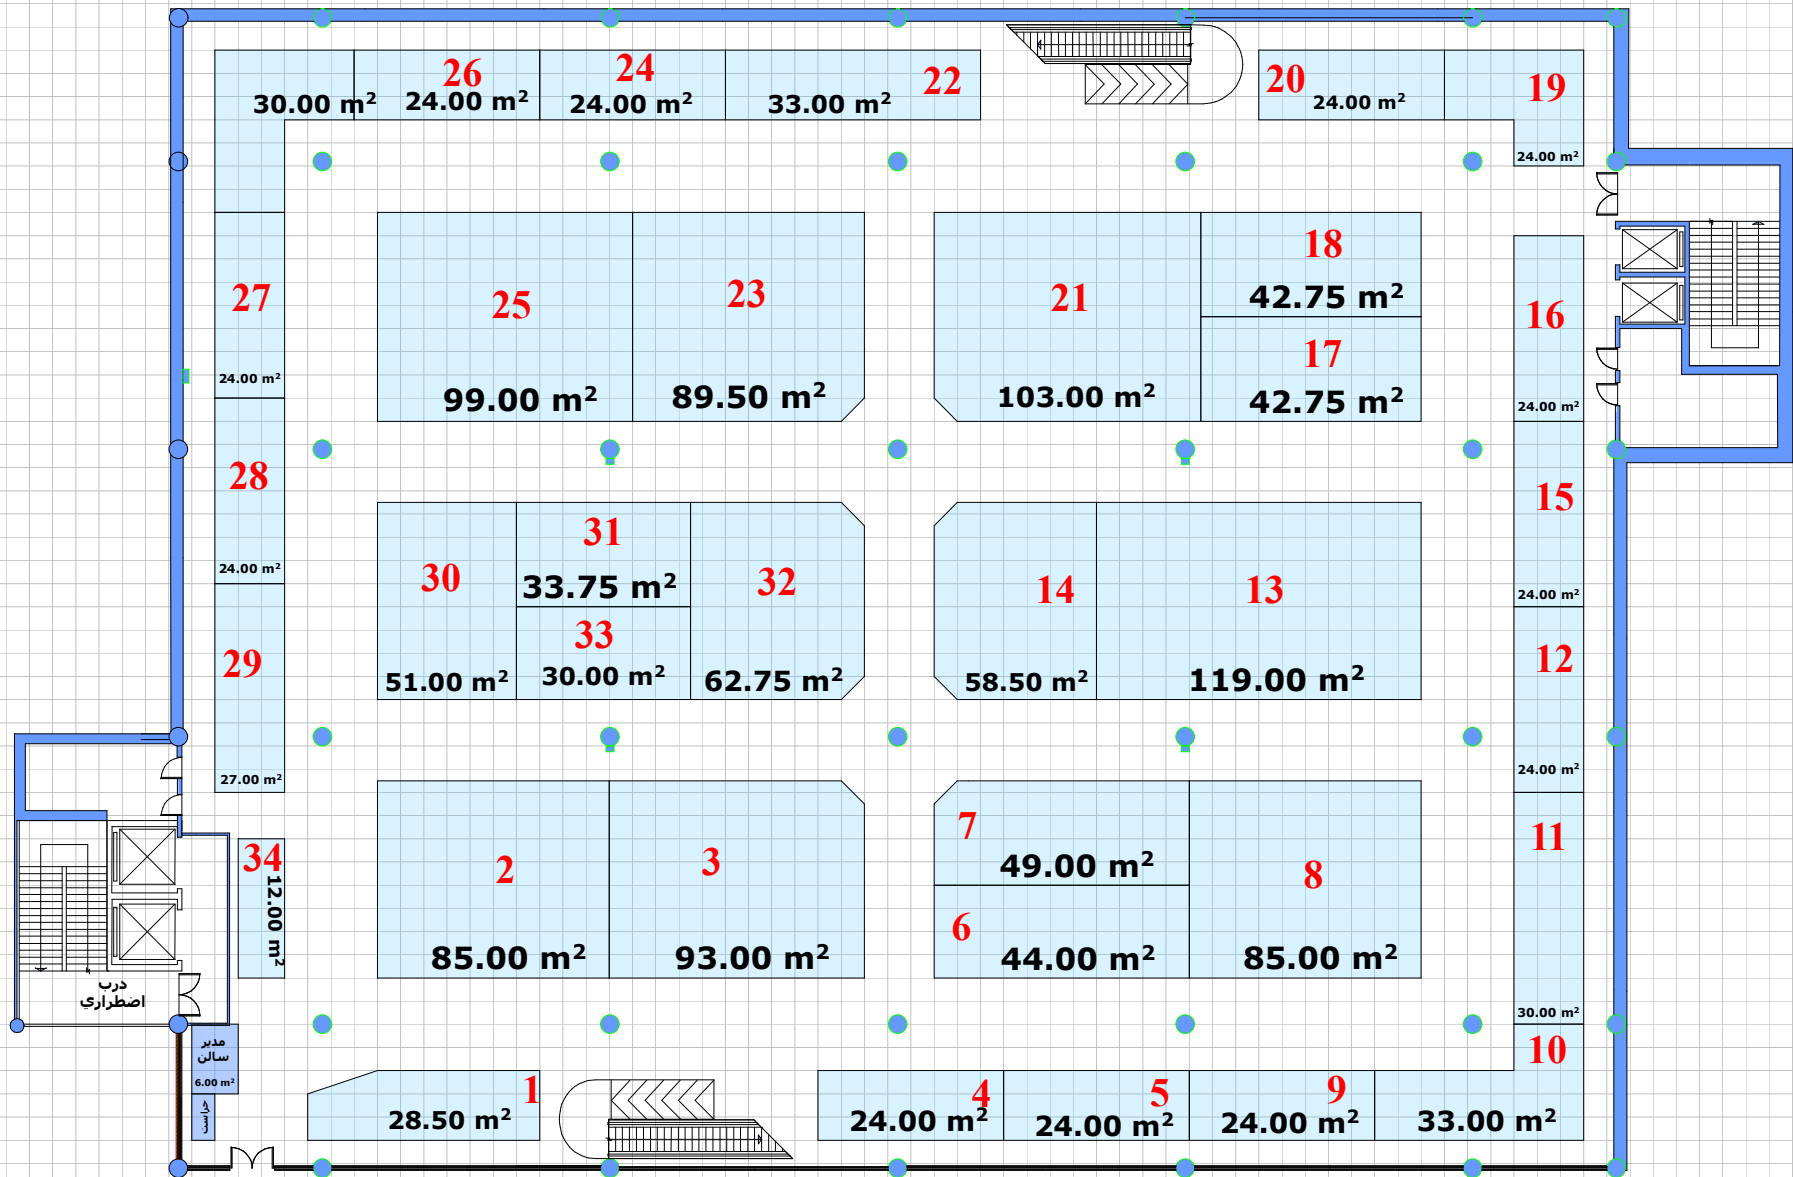 26
24
22
20
19
30.00 m²
24.00 m²
24.00 m²
33.00 m²
24.00 m²
24.00 m²
27
24.00 m²
25
99.00 m²
23
89.50 m²
21
103.00 m²
18
42.75 m²
17
42.75 m²
16
24.00 m²
28
24.00 m²
15
24.00 m²
30
51.00 m²
31
33.75 m²
33
30.00 m²
32
62.75 m²
14
58.50 m²
13
119.00 m²
29
27.00 m²
12
24.00 m²
34
12.00 m²
2
85.00 m²
3
93.00 m²
7
49.00 m²
6
44.00 m²
8
85.00 m²
11
30.00 m²
درب
اضطراري
مدير
سالن
6.00 m²
حراست
1
28.50 m²
4
24.00 m²
5
24.00 m²
9
24.00 m²
10
33.00 m²